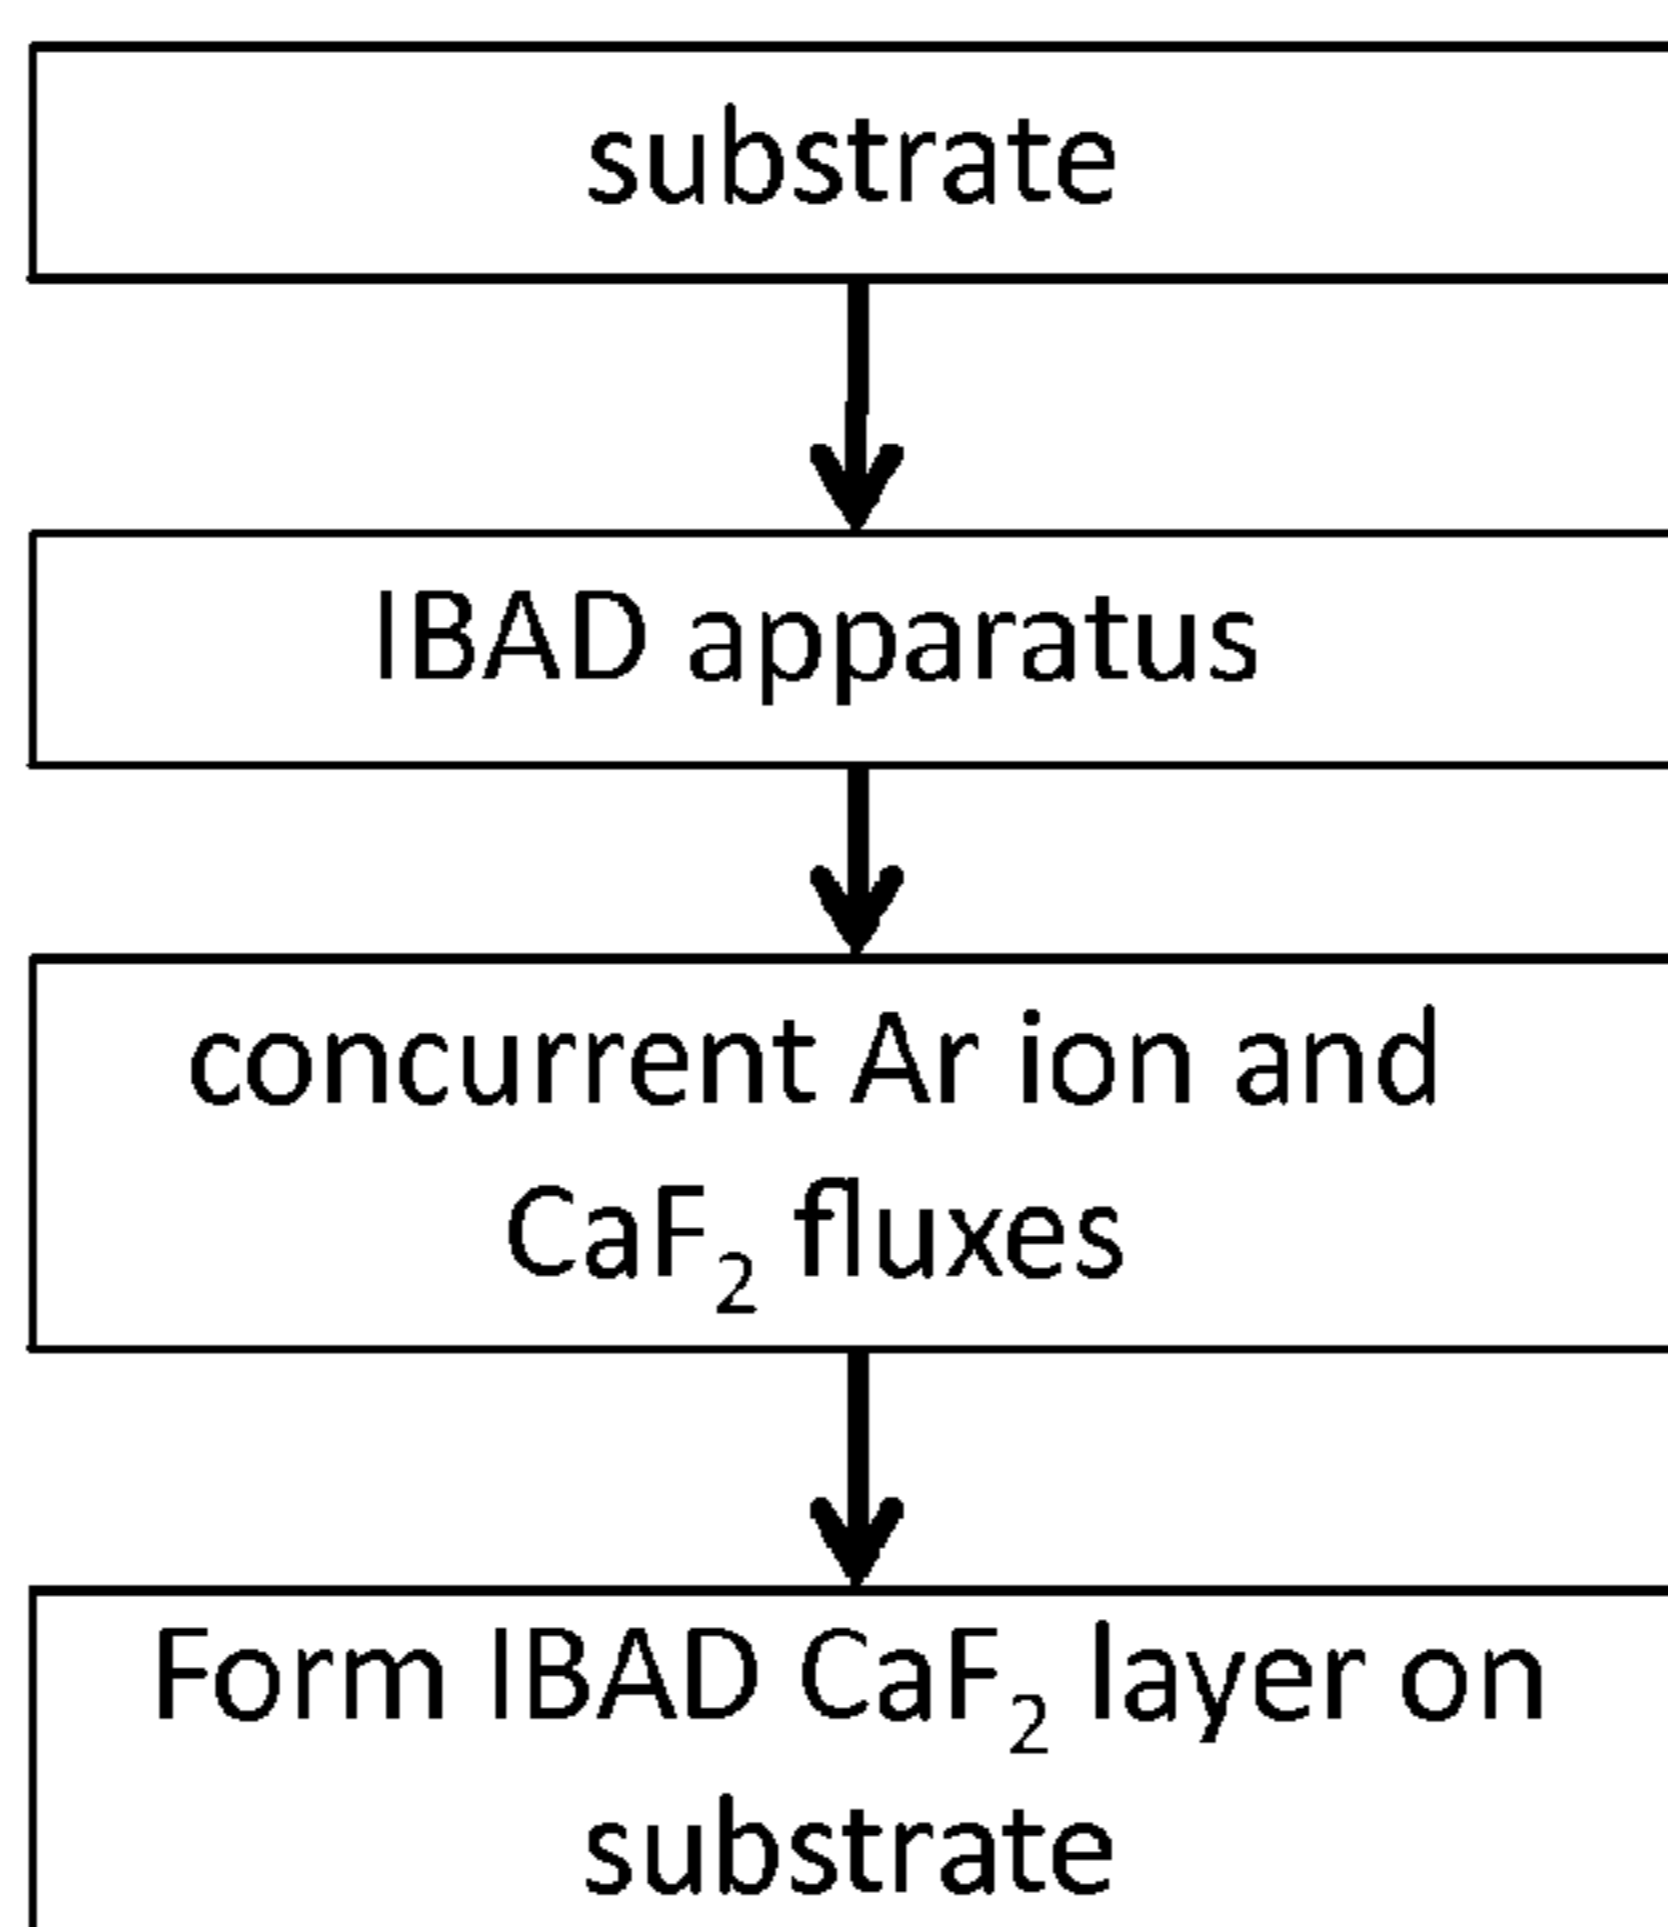 substrate
IBAD apparatus
concurrent Ar ion and
CaF₂ fluxes
Form IBAD CaF₂ layer on
substrate